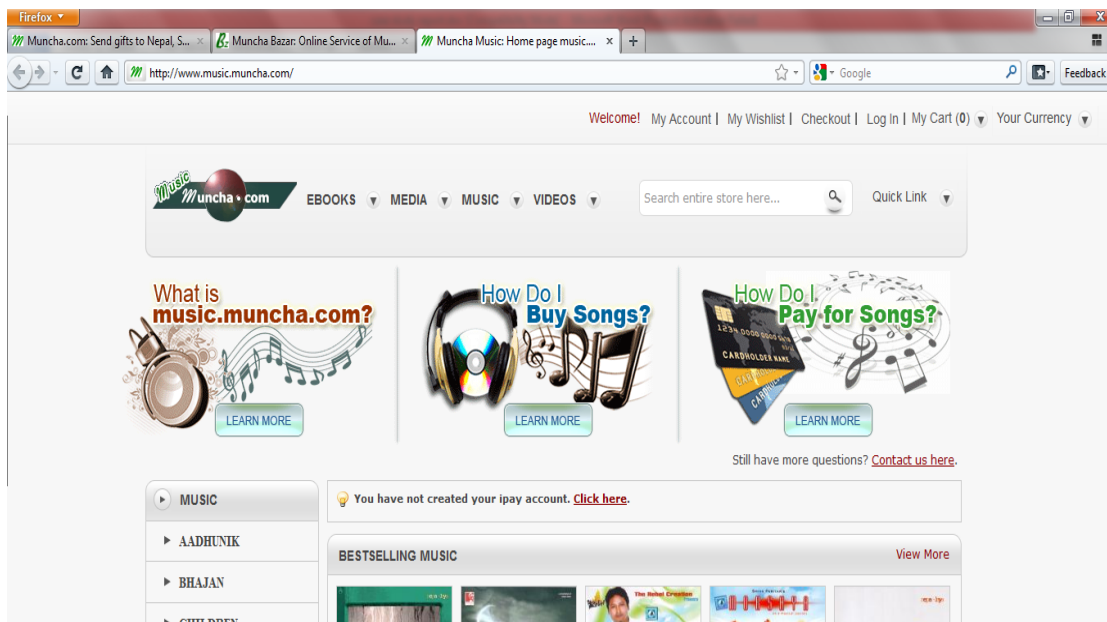 Firefox
Muncha.com: Send gifts to Nepal, S...
Muncha Bazar: Online Service of Mu...
Muncha Music: Home page music....
http://www.music.muncha.com/
Google
Feedback
Welcome! My Account | My Wishlist | Checkout | Log In | My Cart (0) Your Currency
Music
Muncha.com
EBOOKS MEDIA MUSIC VIDEOS
Search entire store here...
Quick Link
What is
music.muncha.com?
LEARN MORE
How Do I
Buy Songs?
LEARN MORE
How Do I
Pay for Songs?
CARDHOLDER NAME
LEARN MORE
Still have more questions? Contact us here.
MUSIC
AADHUNIK
BHAJAN
CHILDREN
You have not created your ipay account. Click here.
BESTSELLING MUSIC
View More
The Rebel Creation